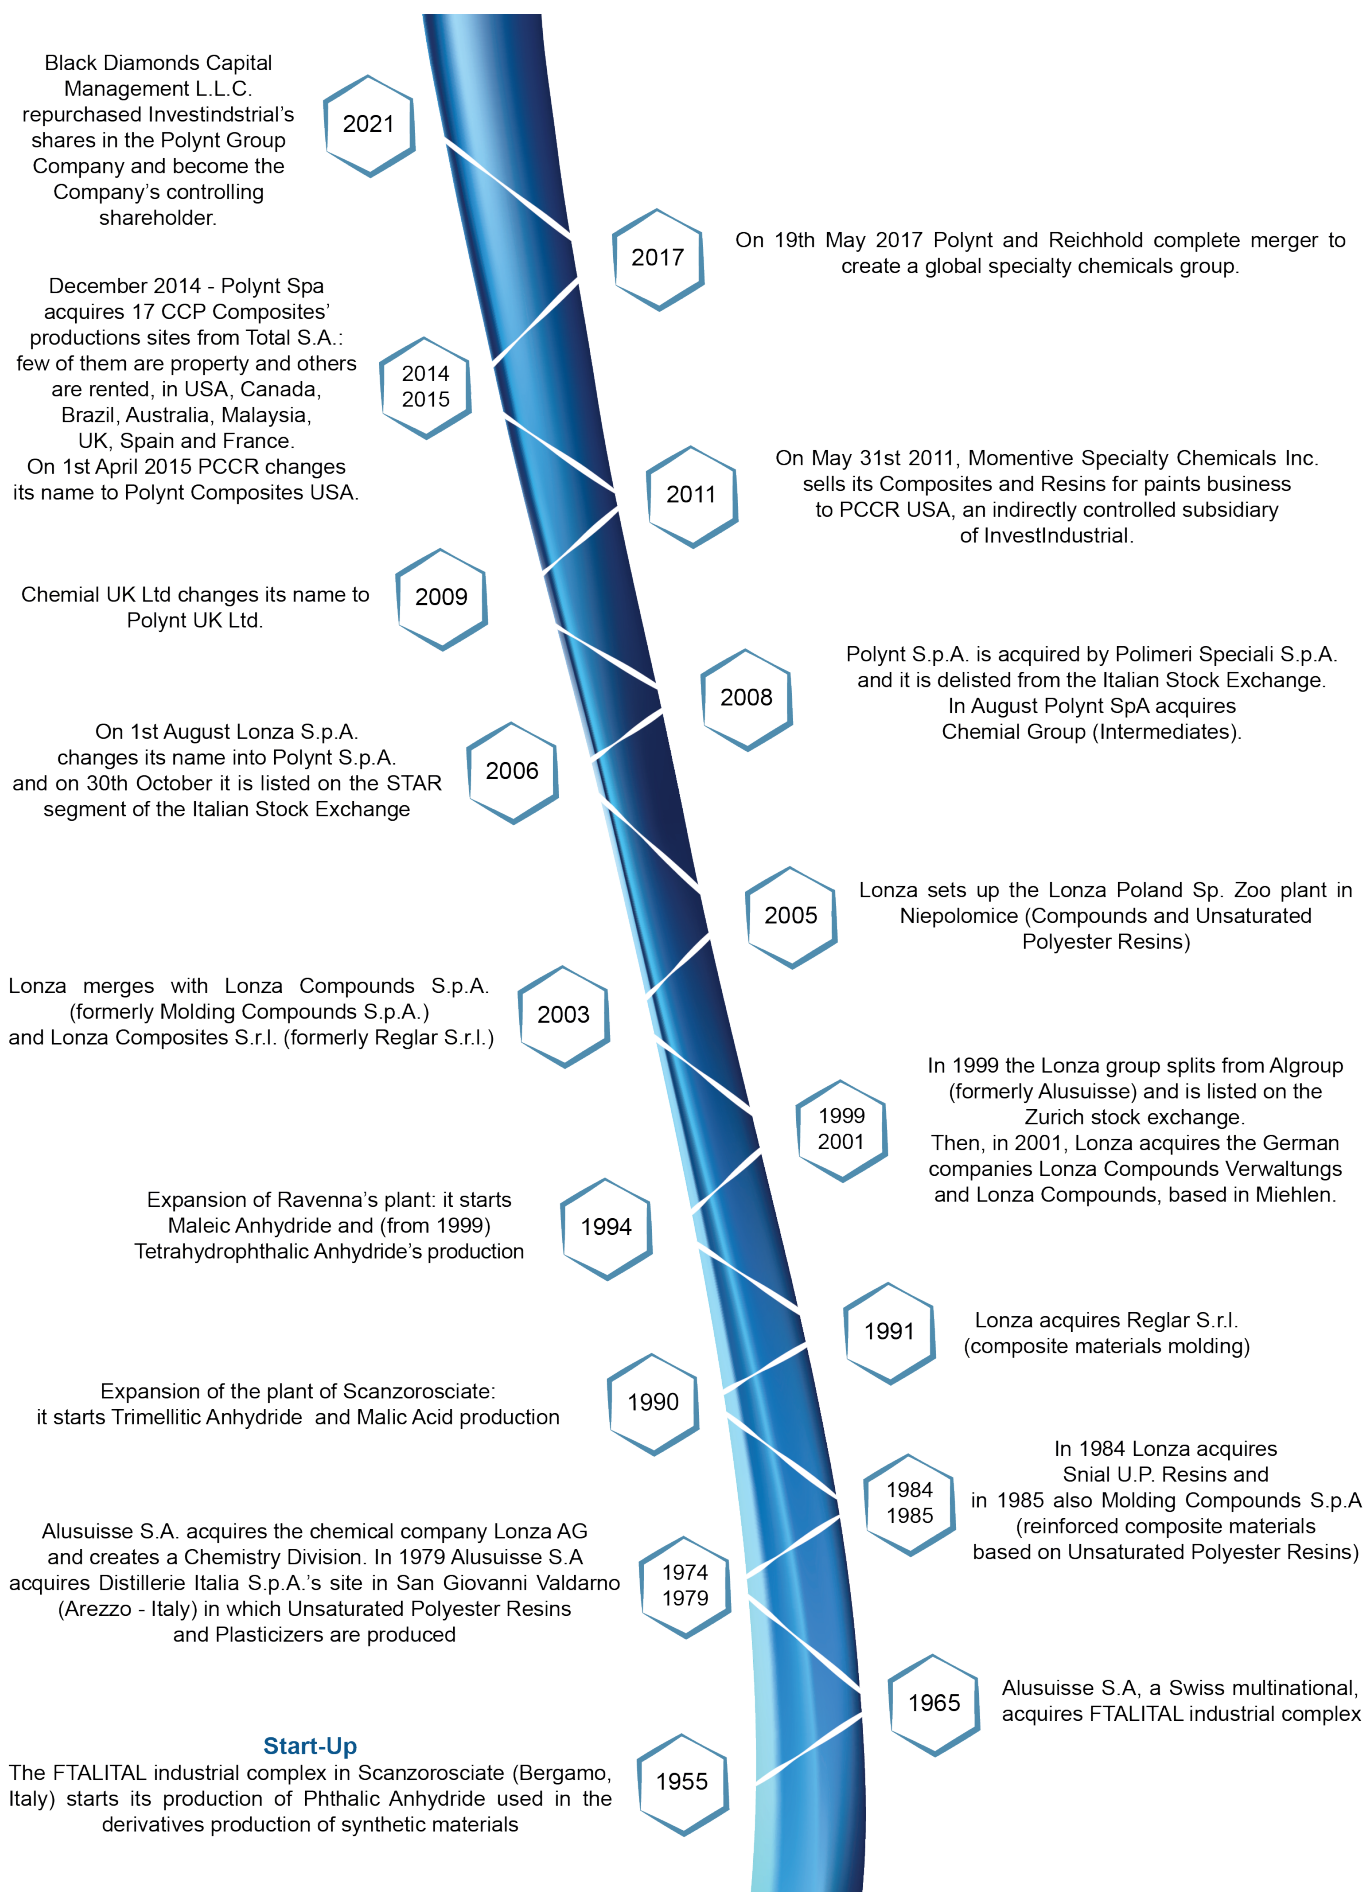 Black Diamonds Capital
Management L.L.C.
repurchased Investindstrial’s
shares in the Polynt Group
Company and become the
Company’s controlling
shareholder.
2021
2017
On 19th May 2017 Polynt and Reichhold complete merger to
create a global specialty chemicals group.
December 2014 - Polynt Spa
acquires 17 CCP Composites’
productions sites from Total S.A.:
few of them are property and others
are rented, in USA, Canada,
Brazil, Australia, Malaysia,
UK, Spain and France.
On 1st April 2015 PCCR changes
its name to Polynt Composites USA.
2014
2015
2011
On May 31st 2011, Momentive Specialty Chemicals Inc.
sells its Composites and Resins for paints business
to PCCR USA, an indirectly controlled subsidiary
of InvestIndustrial.
Chemial UK Ltd changes its name to
Polynt UK Ltd.
2009
2008
Polynt S.p.A. is acquired by Polimeri Speciali S.p.A.
and it is delisted from the Italian Stock Exchange.
In August Polynt SpA acquires
Chemial Group (Intermediates).
On 1st August Lonza S.p.A.
changes its name into Polynt S.p.A.
and on 30th October it is listed on the STAR
segment of the Italian Stock Exchange
2006
2005
Lonza sets up the Lonza Poland Sp. Zoo plant in
Niepolomice (Compounds and Unsaturated
Polyester Resins)
Lonza merges with Lonza Compounds S.p.A.
(formerly Molding Compounds S.p.A.)
and Lonza Composites S.r.l. (formerly Reglar S.r.l.)
2003
1999
2001
In 1999 the Lonza group splits from Algroup
(formerly Alusuisse) and is listed on the
Zurich stock exchange.
Then, in 2001, Lonza acquires the German
companies Lonza Compounds Verwaltungs
and Lonza Compounds, based in Miehlen.
Expansion of Ravenna’s plant: it starts
Maleic Anhydride and (from 1999)
Tetrahydrophthalic Anhydride’s production
1994
1991
Lonza acquires Reglar S.r.l.
(composite materials molding)
Expansion of the plant of Scanzorosciate:
it starts Trimellitic Anhydride and Malic Acid production
1990
1984
1985
In 1984 Lonza acquires
Snial U.P. Resins and
in 1985 also Molding Compounds S.p.A
(reinforced composite materials
based on Unsaturated Polyester Resins)
Alusuisse S.A. acquires the chemical company Lonza AG
and creates a Chemistry Division. In 1979 Alusuisse S.A
acquires Distillerie Italia S.p.A.’s site in San Giovanni Valdarno
(Arezzo - Italy) in which Unsaturated Polyester Resins
and Plasticizers are produced
1974
1979
1965
Alusuisse S.A, a Swiss multinational,
acquires FTALITAL industrial complex
Start-Up
The FTALITAL industrial complex in Scanzorosciate (Bergamo,
Italy) starts its production of Phthalic Anhydride used in the
derivatives production of synthetic materials
1955